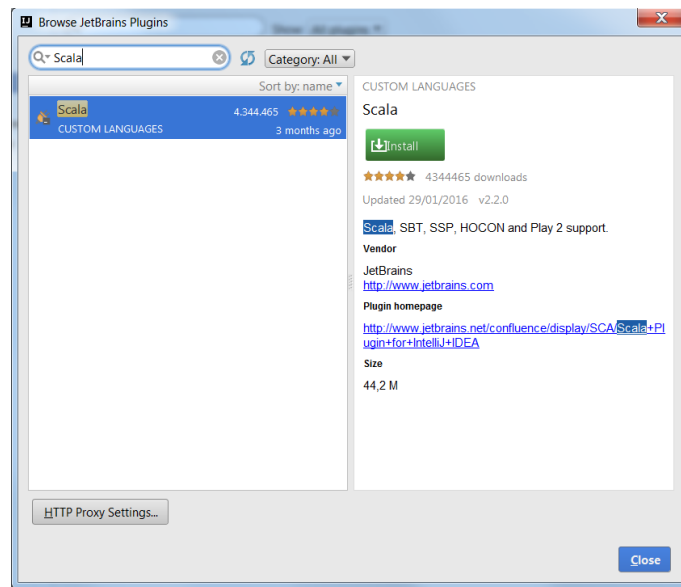 Browse JetBrains Plugins
Show: All plugins
Scala
Category: All
Sort by: name
Scala 4.344.465
CUSTOM LANGUAGES 3 months ago
CUSTOM LANGUAGES
Scala
Install
4344465 downloads
Updated 29/01/2016 v2.2.0
Scala, SBT, SSP, HOCON and Play 2 support.
Vendor
JetBrains
http://www.jetbrains.com
Plugin homepage
http://www.jetbrains.net/confluence/display/SCA/Scala+Pl
ugin+for+IntelliJ+IDEA
Size
44,2 M
HTTP Proxy Settings...
Close